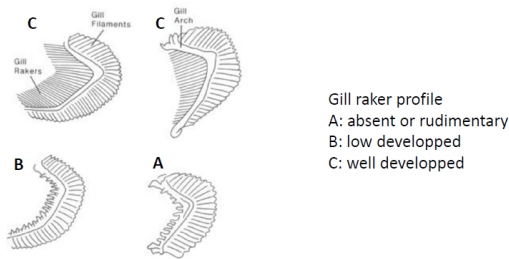 C
Gill
Filaments
C
Gill
Arch
Gill
Rakers
B
A
Gill raker profile
A: absent or rudimentary
B: low developped
C: well developped